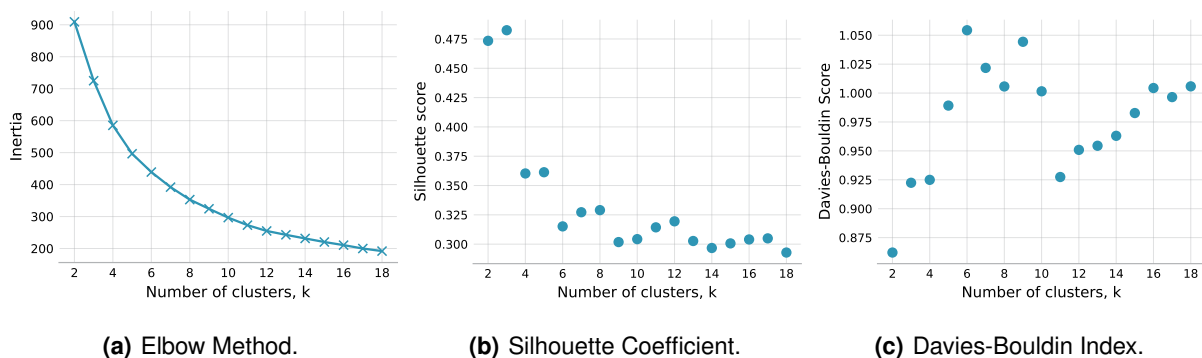 900
800
700
600
500
400
300
200
Inertia
2 4 6 8 10 12 14 16 18
Number of clusters, k
(a) Elbow Method.
0.475
0.450
0.425
0.400
0.375
0.350
0.325
0.300
Silhouette score
2 4 6 8 10 12 14 16 18
Number of clusters, k
(b) Silhouette Coefficient.
1.050
1.025
1.000
0.975
0.950
0.925
0.900
0.875
Davies-Bouldin Score
2 4 6 8 10 12 14 16 18
Number of clusters, k
(c) Davies-Bouldin Index.